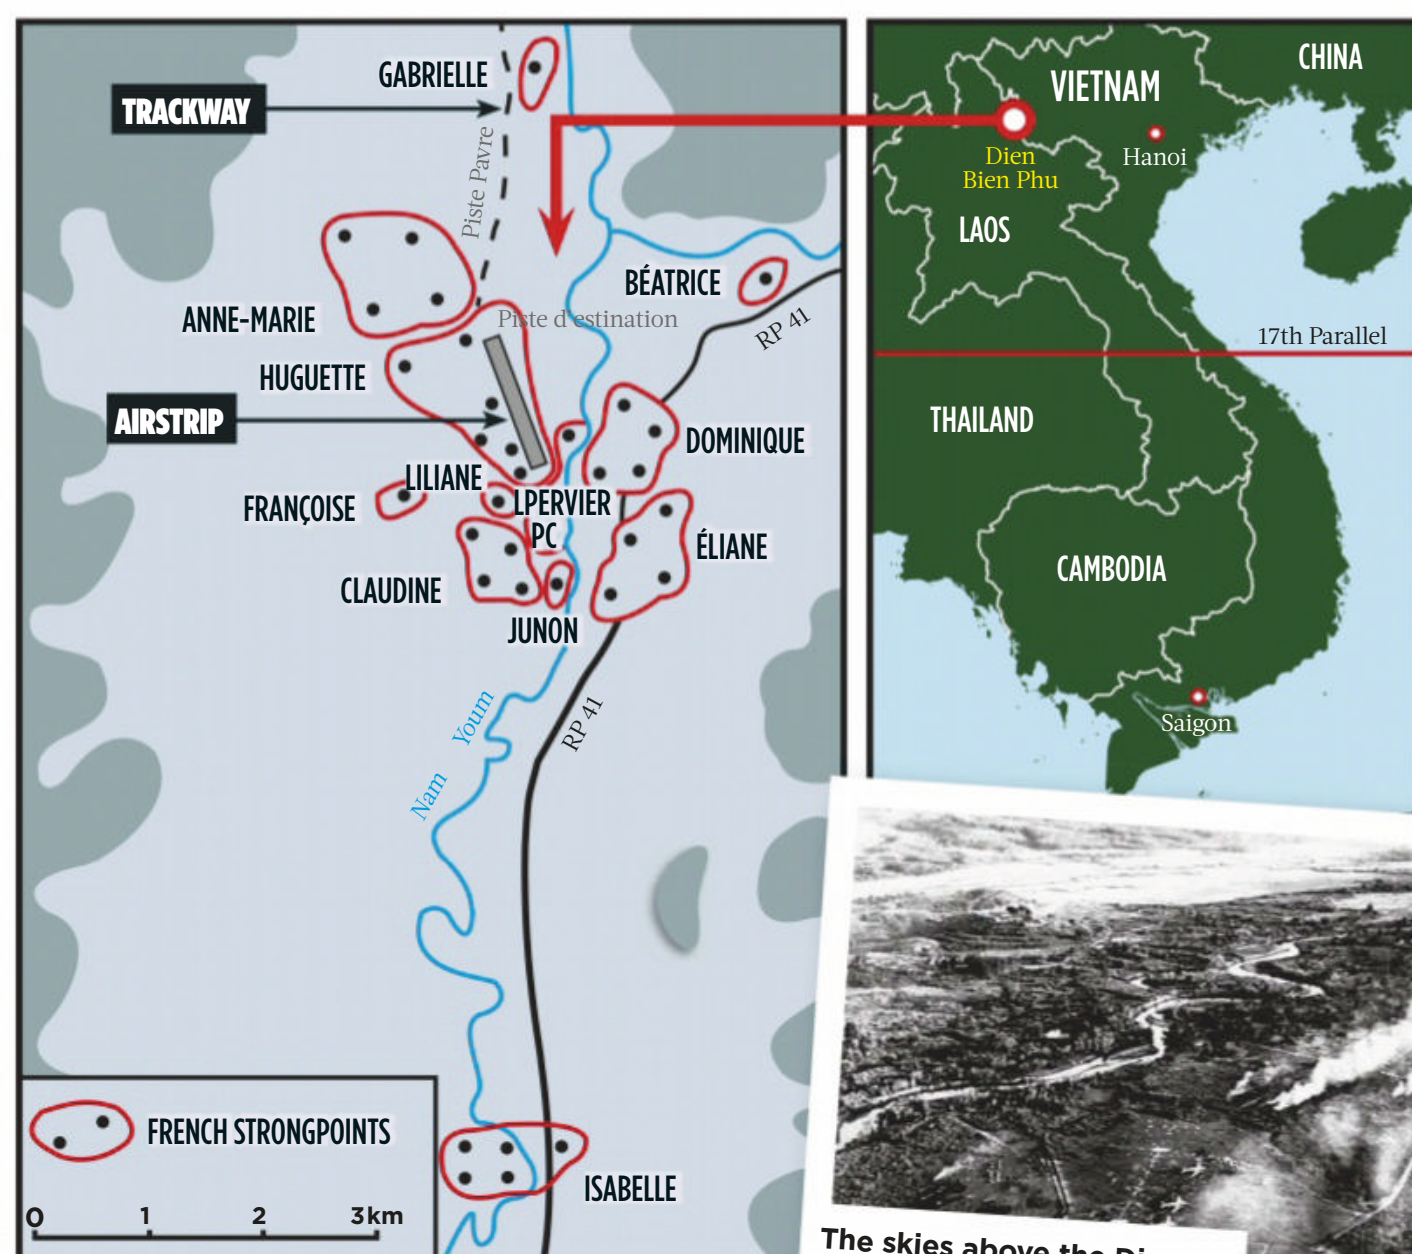 GABRIELLE
TRACKWAY
Piste Pavre
ANNE-MARIE
BÉATRICE
Piste d'estination
RP 41
HUGUETTE
AIRSTRIP
DOMINIQUE
LILIANE
FRANÇOISE
LPERVIER
PC
ÉLIANE
CLAUDINE
JUNON
Nam Youm
RP 41
FRENCH STRONGPOINTS
0 1 2 3km
ISABELLE
CHINA
VIETNAM
Dien
Bien Phu
Hanoi
LAOS
17th Parallel
THAILAND
CAMBODIA
Saigon
The skies above the